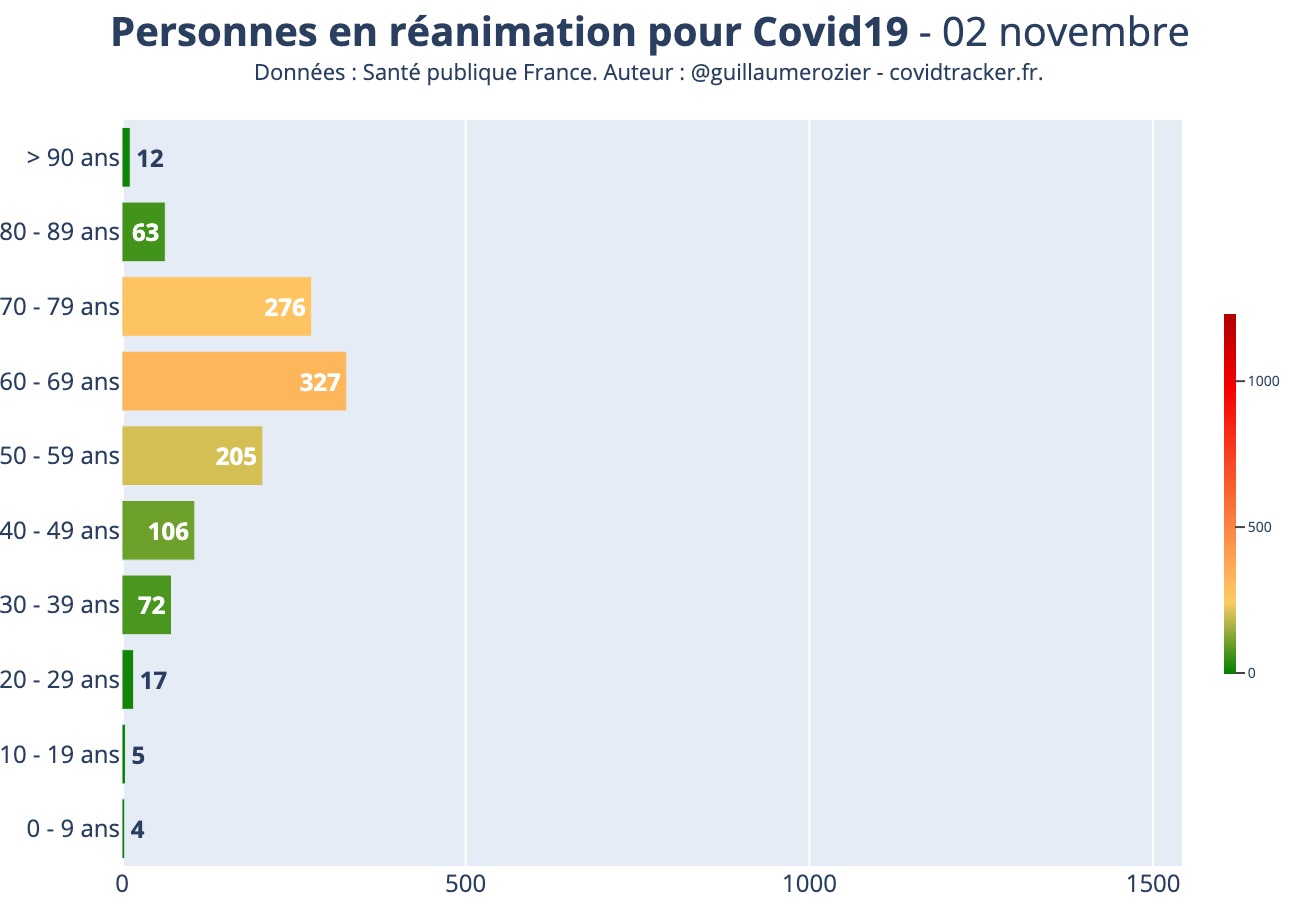 Personnes en réanimation pour Covid19 - 02 novembre
Données : Santé publique France. Auteur : @guillaumerozier - covidtracker.fr.
> 90 ans 12
80 - 89 ans 63
70 - 79 ans 276
60 - 69 ans 327
50 - 59 ans 205
40 - 49 ans 106
30 - 39 ans 72
20 - 29 ans 17
10 - 19 ans 5
0 - 9 ans 4
0 500 1000 1500
1000
500
0